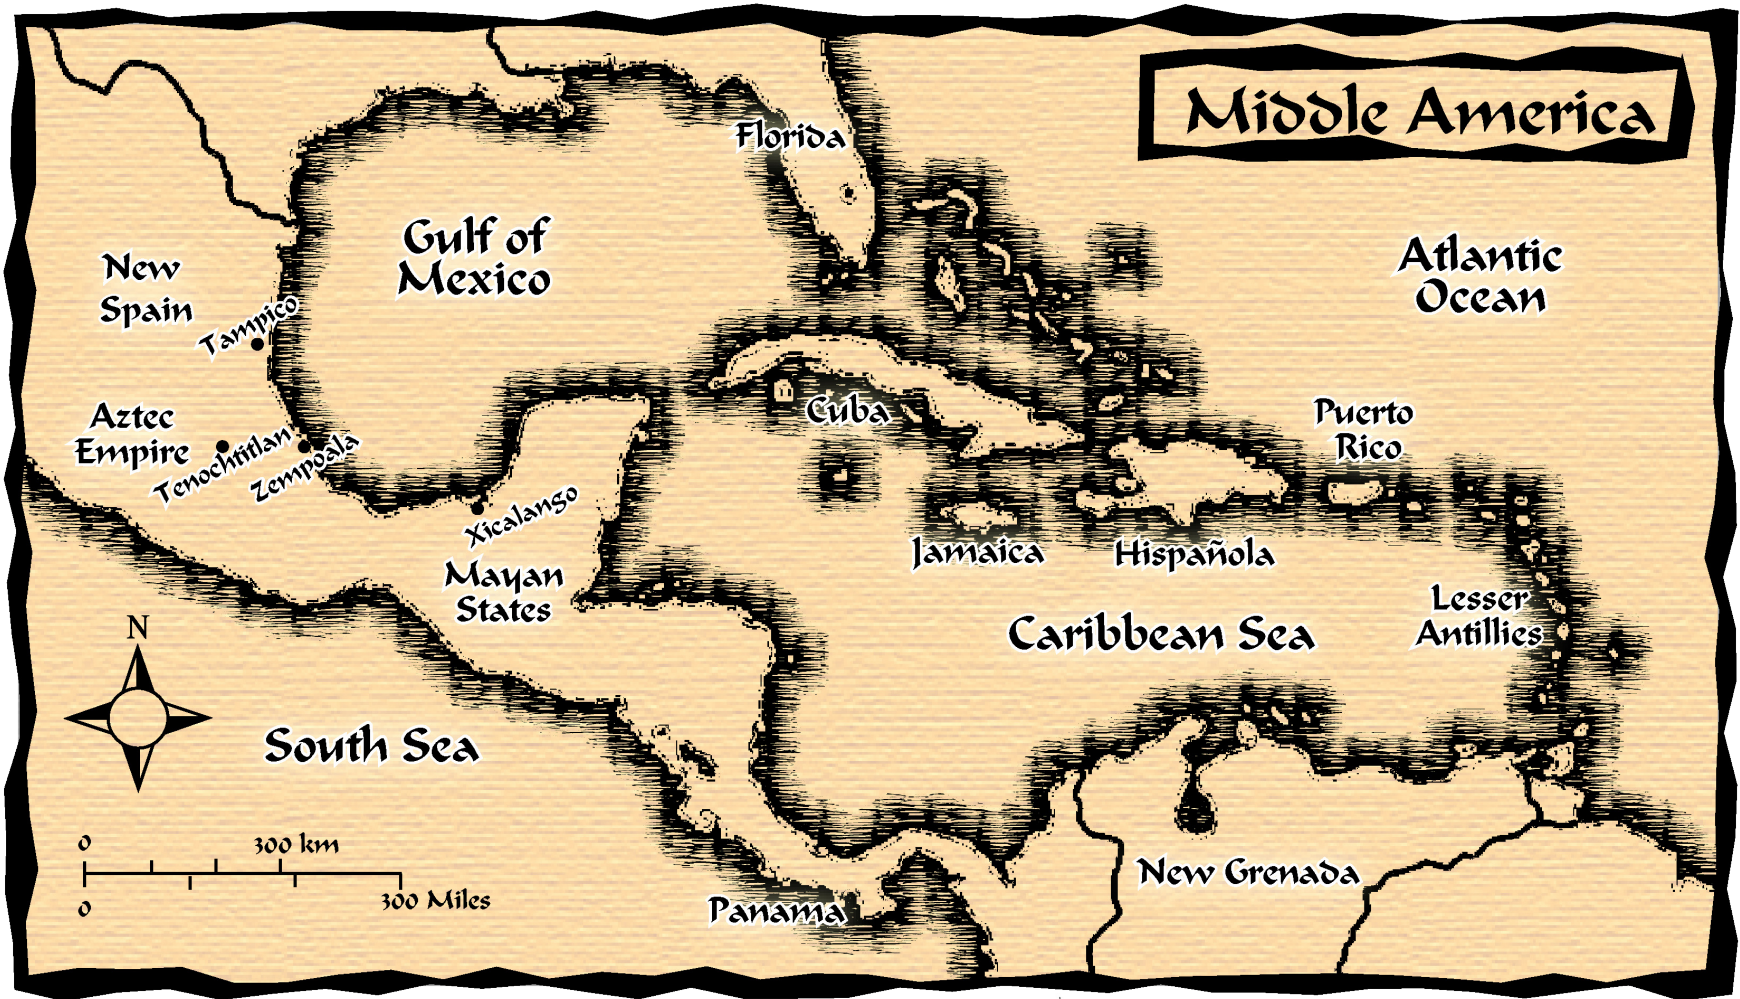 Middle America
Florida
Gulf of
Mexico
Atlantic
Ocean
New
Spain
Tampico
Aztec
Empire
Tenochtitlan
Zempoala
Cuba
Puerto
Rico
Xicalango
Jamaica
Hispañola
Mayan
States
Lesser
Antillies
Caribbean Sea
N
South Sea
0
300 km
0
300 Miles
New Grenada
Panama